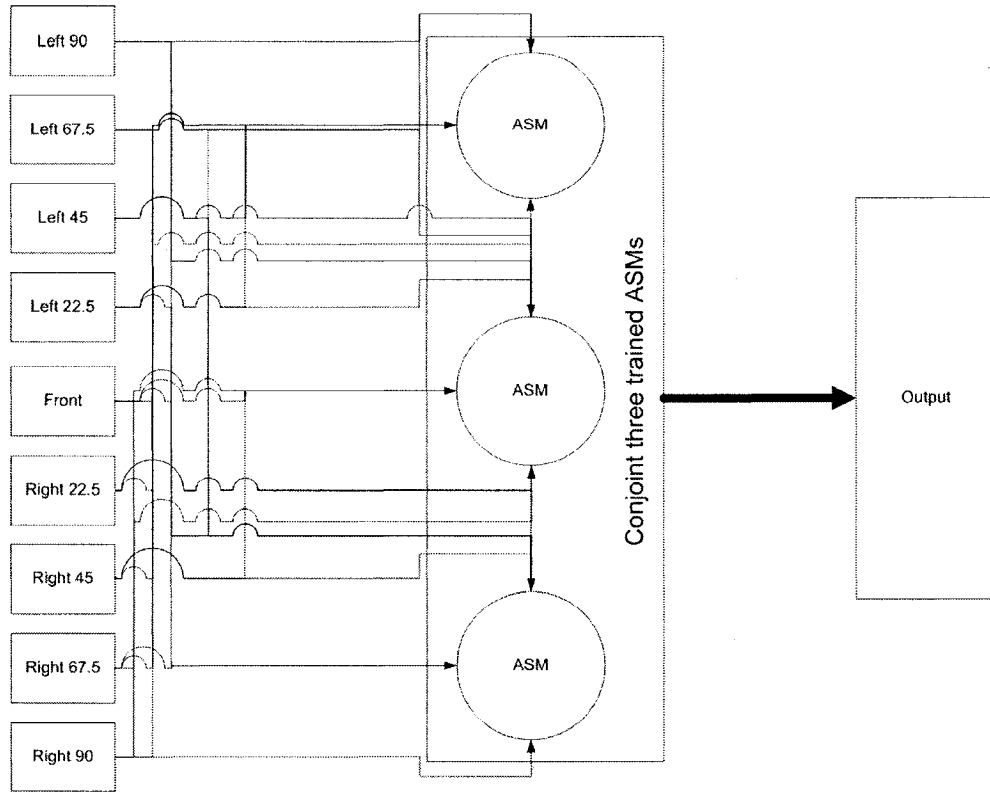 Left 90
Left 67.5
Left 45
Left 22.5
Front
Right 22.5
Right 45
Right 67.5
Right 90
ASM
ASM
ASM
Conjoint three trained ASMs
Output